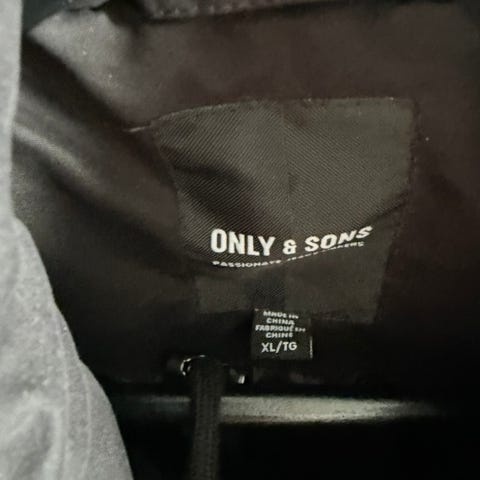 ONLY & SONS
PASSIONATE JEANS MAKERS
MADE IN
CHINA
FABRIQUÉ EN
CHINE
XL/TG